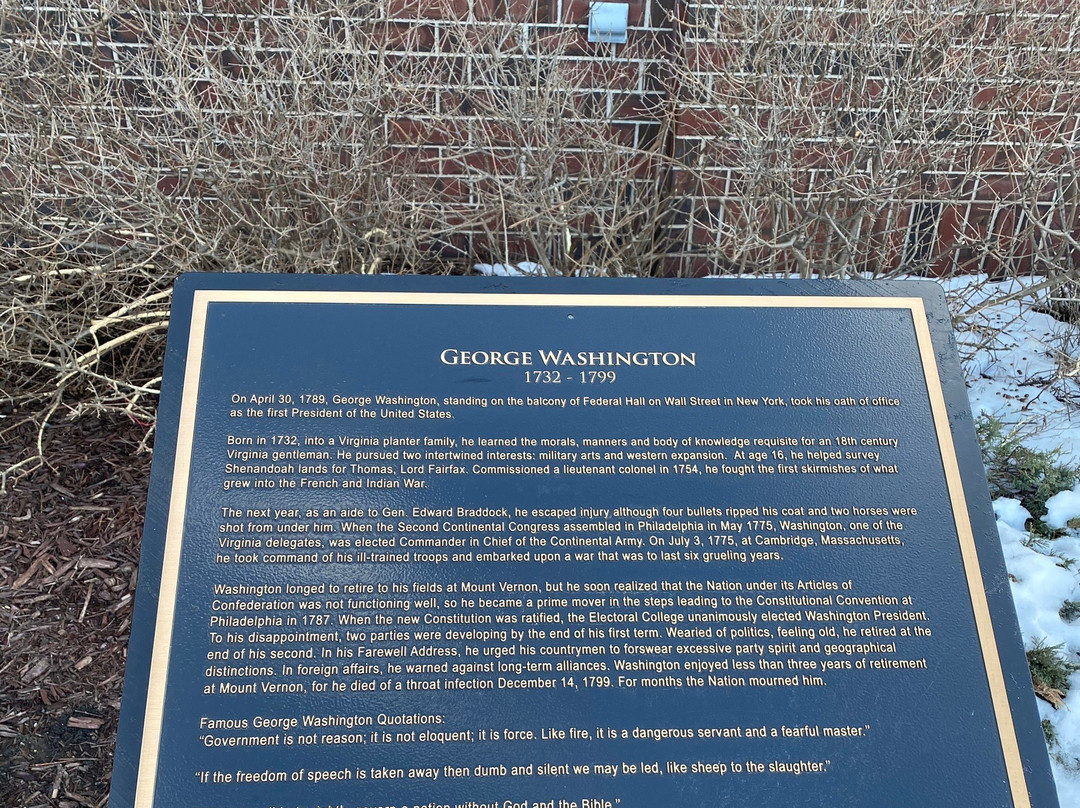 GEORGE WASHINGTON
1732 - 1799
On April 30, 1789, George Washington, standing on the balcony of Federal Hall on Wall Street in New York, took his oath of office
as the first President of the United States.
Born in 1732, into a Virginia planter family, he learned the morals, manners and body of knowledge requisite for an 18th century
Virginia gentleman. He pursued two intertwined interests: military arts and western expansion. At age 16, he helped survey
Shenandoah lands for Thomas, Lord Fairfax. Commissioned a lieutenant colonel in 1754, he fought the first skirmishes of what
grew into the French and Indian War.
The next year, as an aide to Gen. Edward Braddock, he escaped injury although four bullets ripped his coat and two horses were
shot from under him. When the Second Continental Congress assembled in Philadelphia in May 1775, Washington, one of the
Virginia delegates, was elected Commander in Chief of the Continental Army. On July 3, 1775, at Cambridge, Massachusetts,
he took command of his ill-trained troops and embarked upon a war that was to last six grueling years.
Washington longed to retire to his fields at Mount Vernon, but he soon realized that the Nation under its Articles of
Confederation was not functioning well, so he became a prime mover in the steps leading to the Constitutional Convention at
Philadelphia in 1787. When the new Constitution was ratified, the Electoral College unanimously elected Washington President.
To his disappointment, two parties were developing by the end of his first term. Wearied of politics, feeling old, he retired at the
end of his second. In his Farewell Address, he urged his countrymen to forswear excessive party spirit and geographical
distinctions. In foreign affairs, he warned against long-term alliances. Washington enjoyed less than three years of retirement
at Mount Vernon, for he died of a throat infection December 14, 1799. For months the Nation mourned him.
Famous George Washington Quotations:
“Government is not reason; it is not eloquent; it is force. Like fire, it is a dangerous servant and a fearful master.”
“If the freedom of speech is taken away then dumb and silent we may be led, like sheep to the slaughter.”
a nation without God and the Bible.”